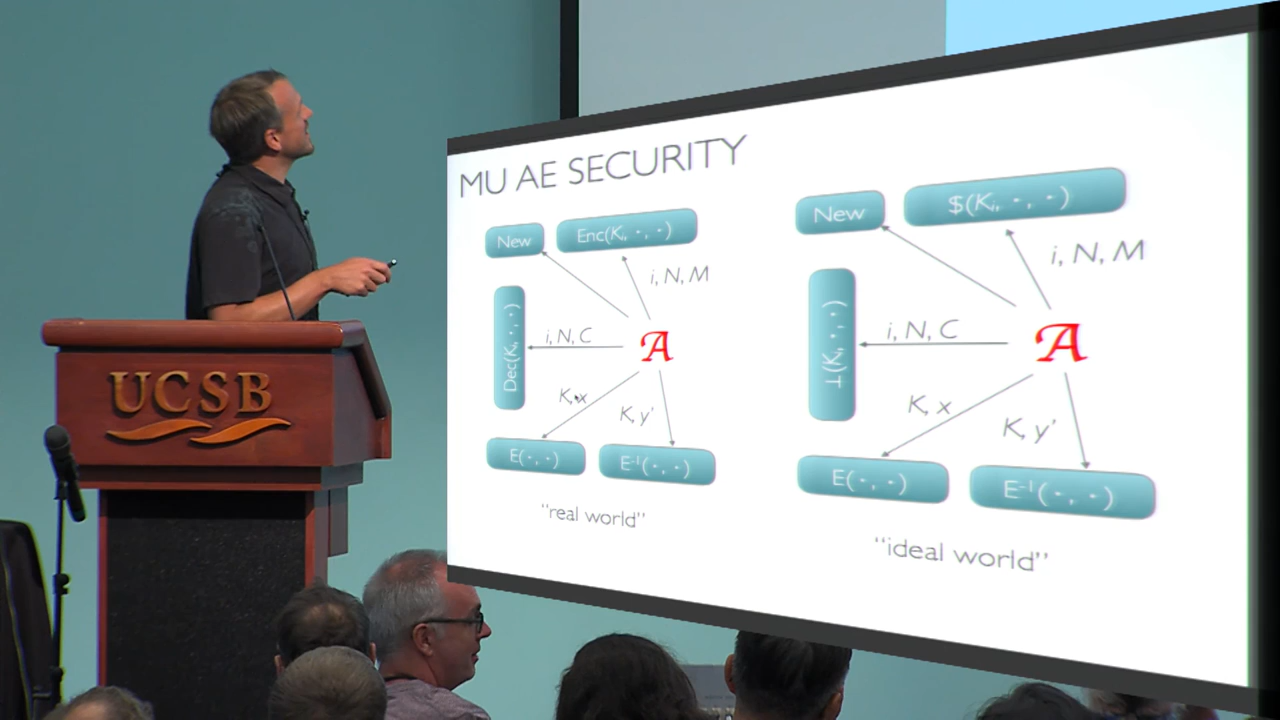 MU AE SECURITY
New
Enc(Kᵢ, ·, ·)
i, N, M
Dec(Kᵢ, ·, ·)
i, N, C
A
K, x
K, y'
E(·, ·)
E⁻¹(·, ·)
"real world"
New
$(Kᵢ, ·, ·)
i, N, M
⊥(Kᵢ, ·, ·)
i, N, C
A
K, x
K, y'
E(·, ·)
E⁻¹(·, ·)
"ideal world"
UCSB